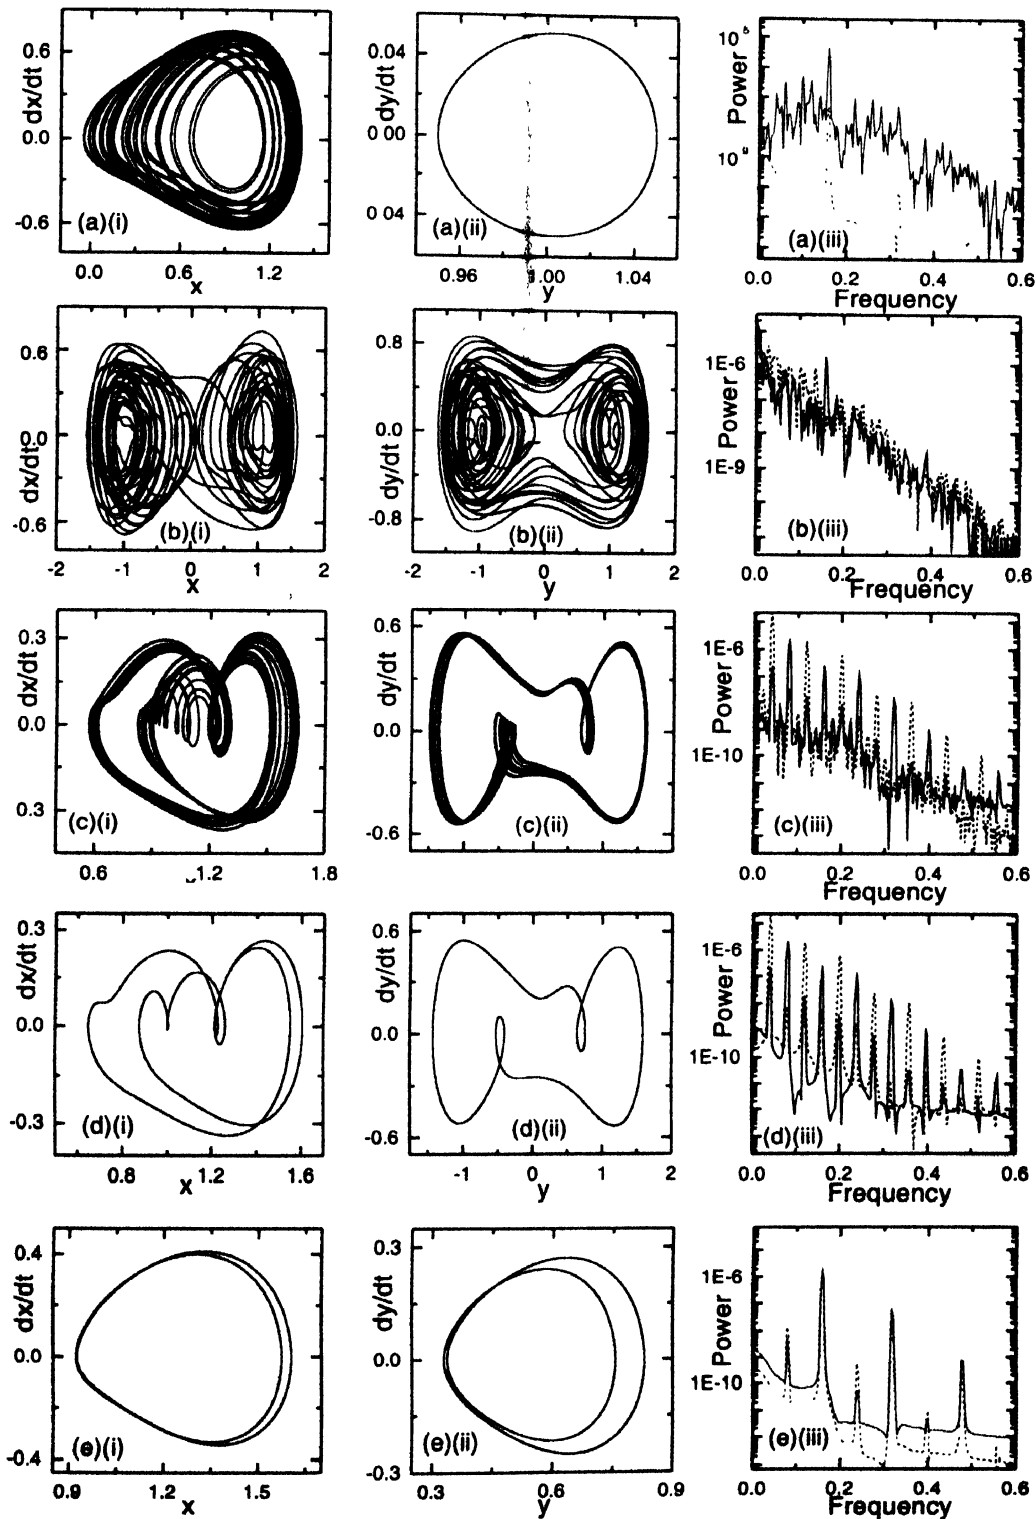 dx/dt
0.6
0.0
-0.6
(a)(i)
0.0 0.6 1.2
x
dy/dt
0.04
0 00
0 04
(a)(ii)
0.96 1.00 1.04
y
Power
(a)(iii)
0.0 0.2 0.4 0.6
Frequency
dx/dt
0.6
0.0
-0.6
(b)(i)
-2 -1 0 1 2
x
dy/dt
0.8
0.0
-0.8
(b)(ii)
-2 -1 0 1 2
y
Power
1E-6
1E-9
(b)(iii)
0.0 0.2 0.4 0.6
Frequency
dx/dt
0.3
0.0
0.3
(c)(i)
0.6 1.2 1.8
dy/dt
0.6
0.0
-0.6
(c)(ii)
Power
1E-6
1E-10
(c)(iii)
0.0 0.2 0.4 0.6
Frequency
dx/dt
0.3
0.0
-0.3
(d)(i)
0.8 1.2 1.6
x
dy/dt
0.6
0.0
-0.6
(d)(ii)
-1 0 1 2
y
Power
1E-6
1E-10
(d)(iii)
0.0 0.2 0.4 0.6
Frequency
dx/dt
0.4
0.0
-0.4
(e)(i)
0.9 1.2 1.5
x
dy/dt
0.3
0.0
-0.3
(e)(ii)
0.3 0.6 0.9
y
Power
1E-6
1E-10
(e)(iii)
0.0 0.2 0.4 0.6
Frequency